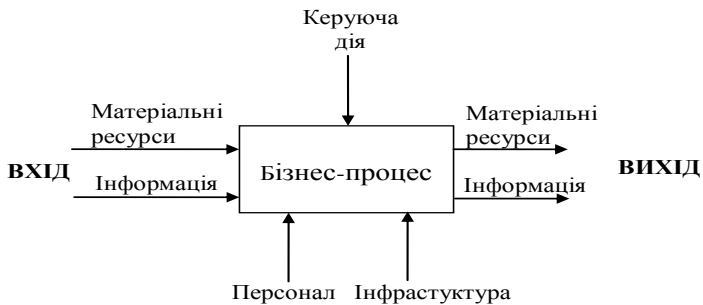 Керуюча
дія
Матеріальні
ресурси
Матеріальні
ресурси
ВХІД
Бізнес-процес
ВИХІД
Інформація
Інформація
Персонал
Інфрастуктура